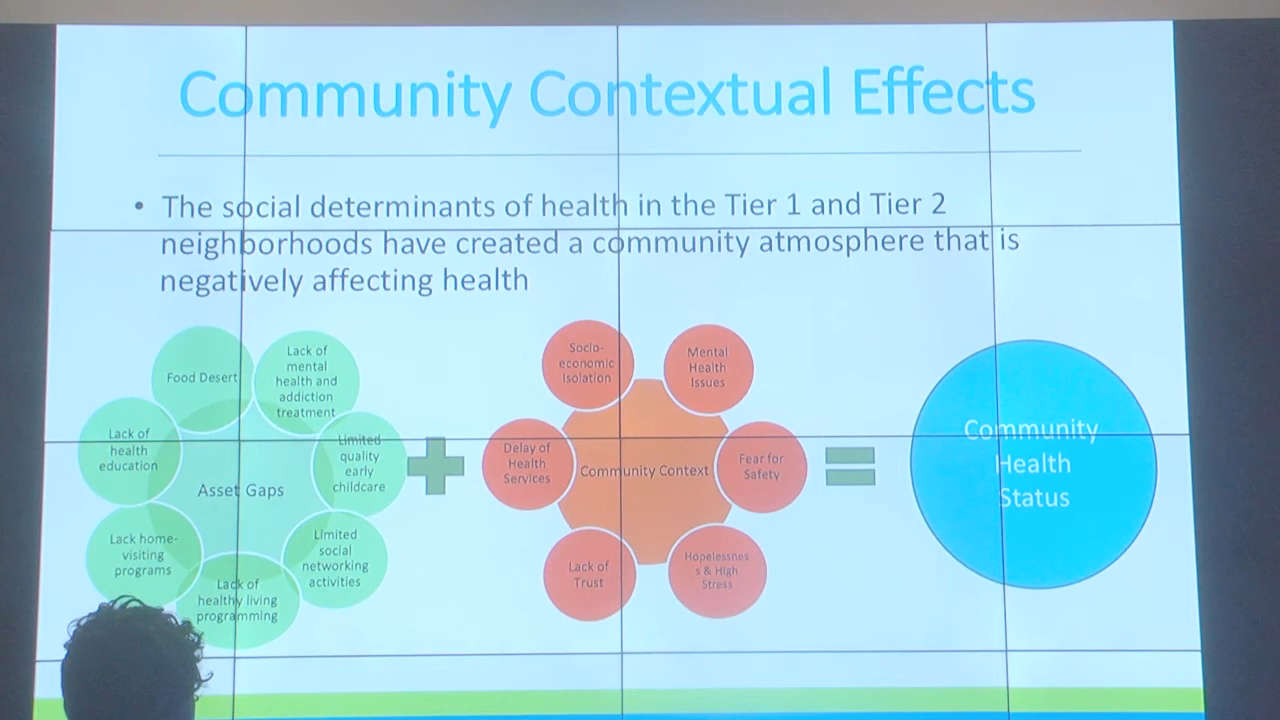 Community Contextual Effects
• The social determinants of health in the Tier 1 and Tier 2
neighborhoods have created a community atmosphere that is
negatively affecting health
Food Desert
Lack of
mental
health and
addiction
treatment
Limited
quality
early
childcare
Limited
social
networking
activities
Lack of
healthy living
programming
Lack home-
visiting
programs
Lack of
health
education
Asset Gaps
Socio-
economic
Isolation
Mental
Health
Issues
Fear for
Safety
Hopelessnes
s & High
Stress
Lack of
Trust
Delay of
Health
Services
Community Context
Community
Health
Status